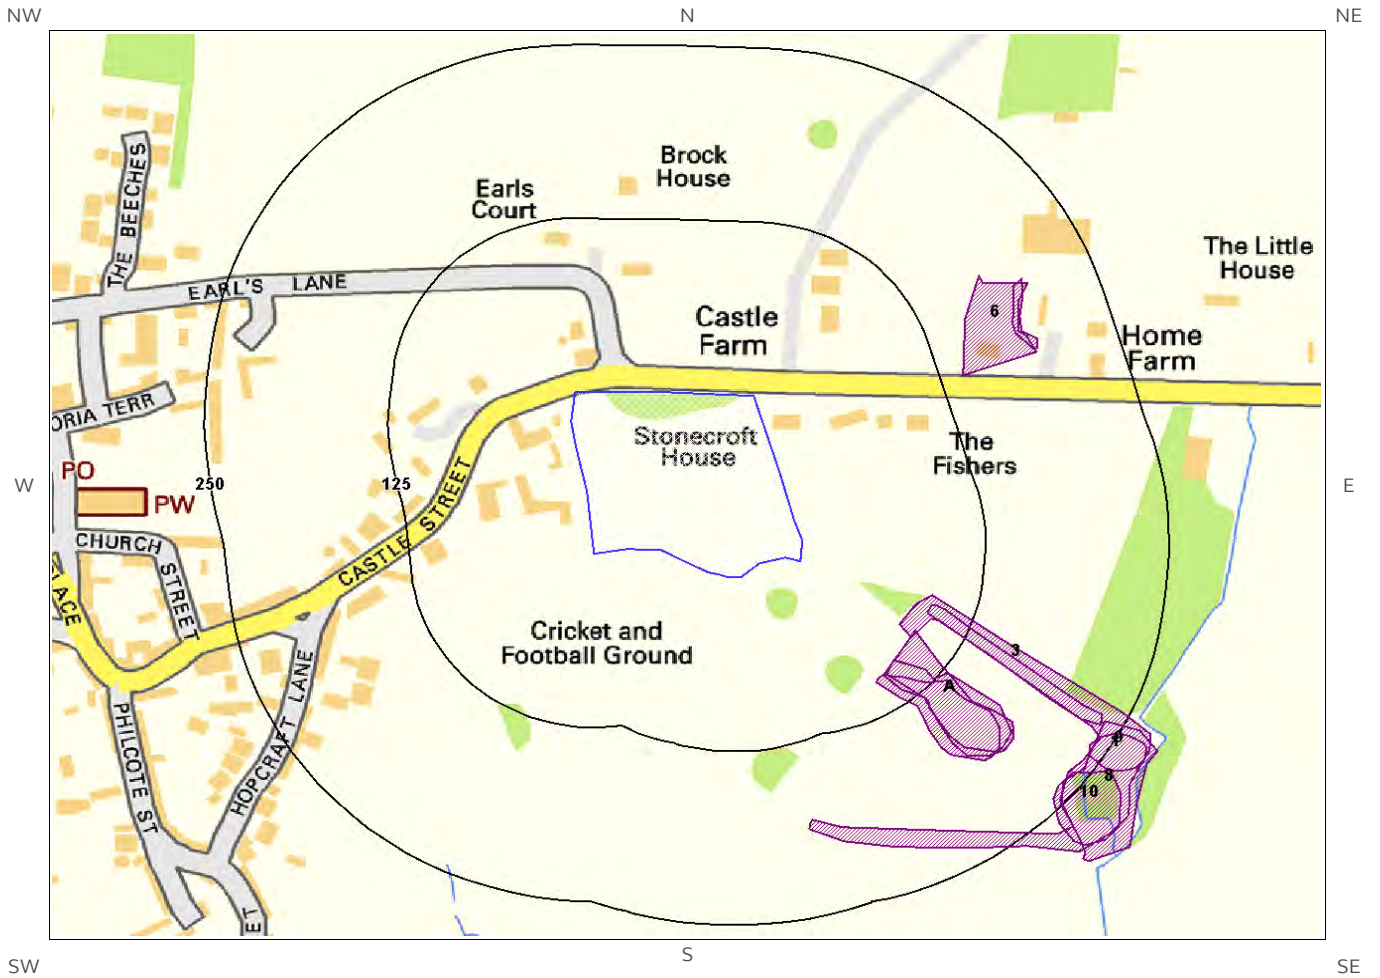 NW
N
NE
Brock
House
Earls
Court
THE BEECHES
The Little
House
EARL'S LANE
6
Castle
Farm
Home
Farm
ORIA TERR
Stonecroft
House
The
Fishers
PO
W
250
125
E
PW
CASTLE STREET
CHURCH
STREET
LACE
Cricket and
Football Ground
3
A
HOPCRAFT LANE
PHILCOTE ST
8
10
ET
SW
S
SE